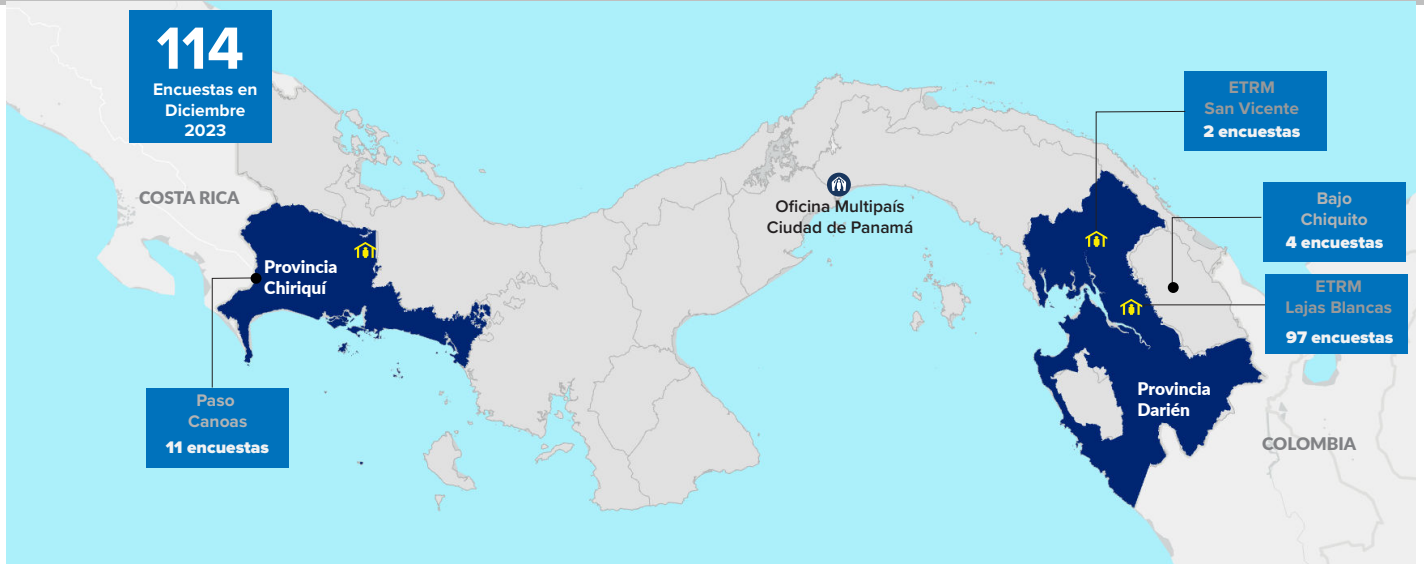 114
Encuestas en
Diciembre
2023
COSTA RICA
Provincia
Chiriquí
Paso
Canoas
11 encuestas
Oficina Multipaís
Ciudad de Panamá
ETRM
San Vicente
2 encuestas
Bajo
Chiquito
4 encuestas
ETRM
Lajas Blancas
97 encuestas
Provincia
Darién
COLOMBIA